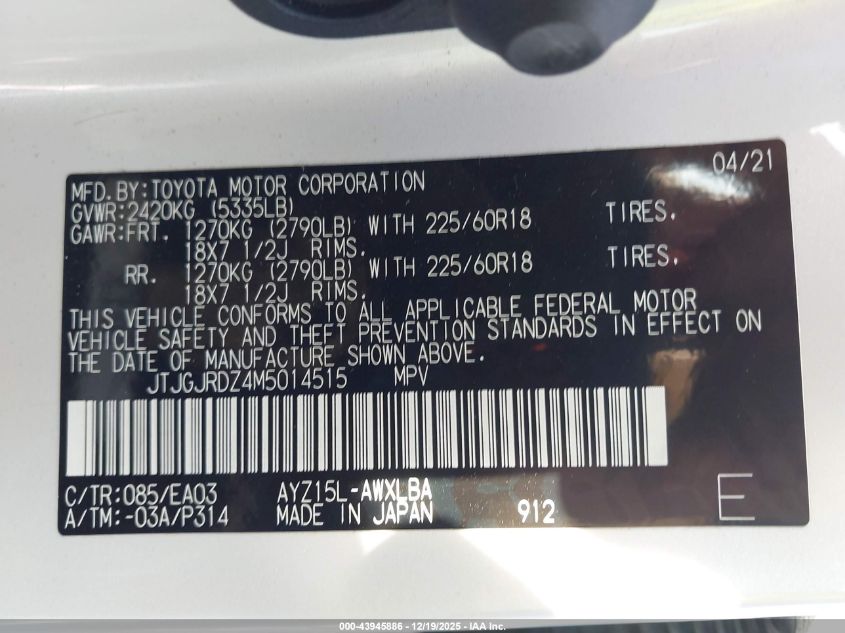 04/21
MFD.BY:TOYOTA MOTOR CORPORATION
GVWR:2420KG (5335LB)
GAWR:FRT. 1270KG (2790LB) WITH 225/60R18 TIRES.
18X7 1/2J RIMS.
RR. 1270KG (2790LB) WITH 225/60R18 TIRES.
18X7 1/2J RIMS.
THIS VEHICLE CONFORMS TO ALL APPLICABLE FEDERAL MOTOR
VEHICLE SAFETY AND THEFT PREVENTION STANDARDS IN EFFECT ON
THE DATE OF MANUFACTURE SHOWN ABOVE.
JTJGJRDZ4M5014515 MPV
C/TR:085/EA03 AYZ15L-AWXLBA
A/TM:-03A/P314 MADE IN JAPAN 912 E
000-43945886 - 12/19/2025 - IAA Inc.